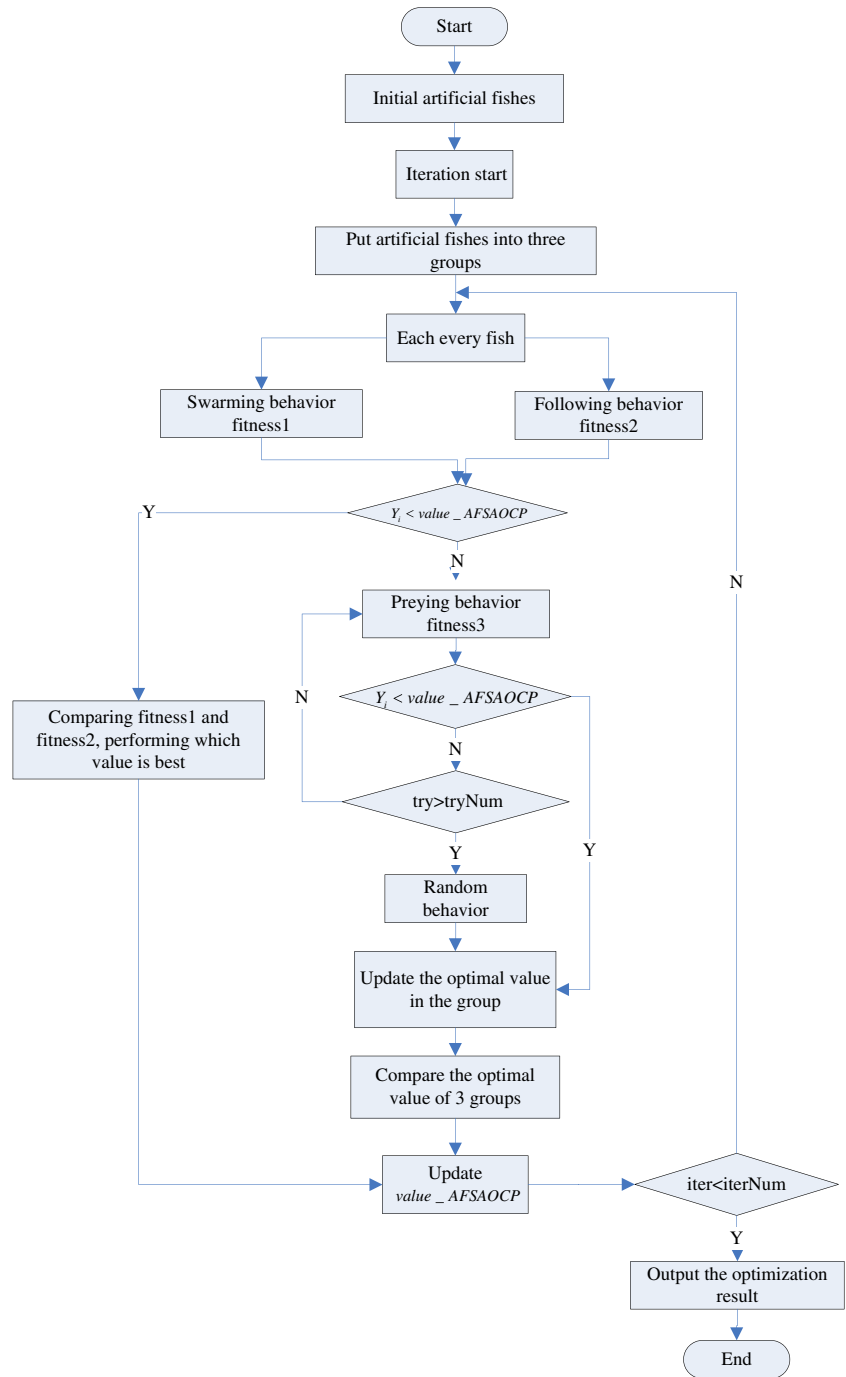 Start
Initial artificial fishes
Iteration start
Put artificial fishes into three
groups
Each every fish
Swarming behavior
fitness1
Following behavior
fitness2
Y
Y_i < value _ AFSAOCP
N
Preying behavior
fitness3
N
Y_i < value _ AFSAOCP
N
Comparing fitness1 and
fitness2, performing which
value is best
N
try>tryNum
Y
Y
Random
behavior
Update the optimal value
in the group
Compare the optimal
value of 3 groups
Update
value _ AFSAOCP
iter<iterNum
Y
Output the optimization
result
End